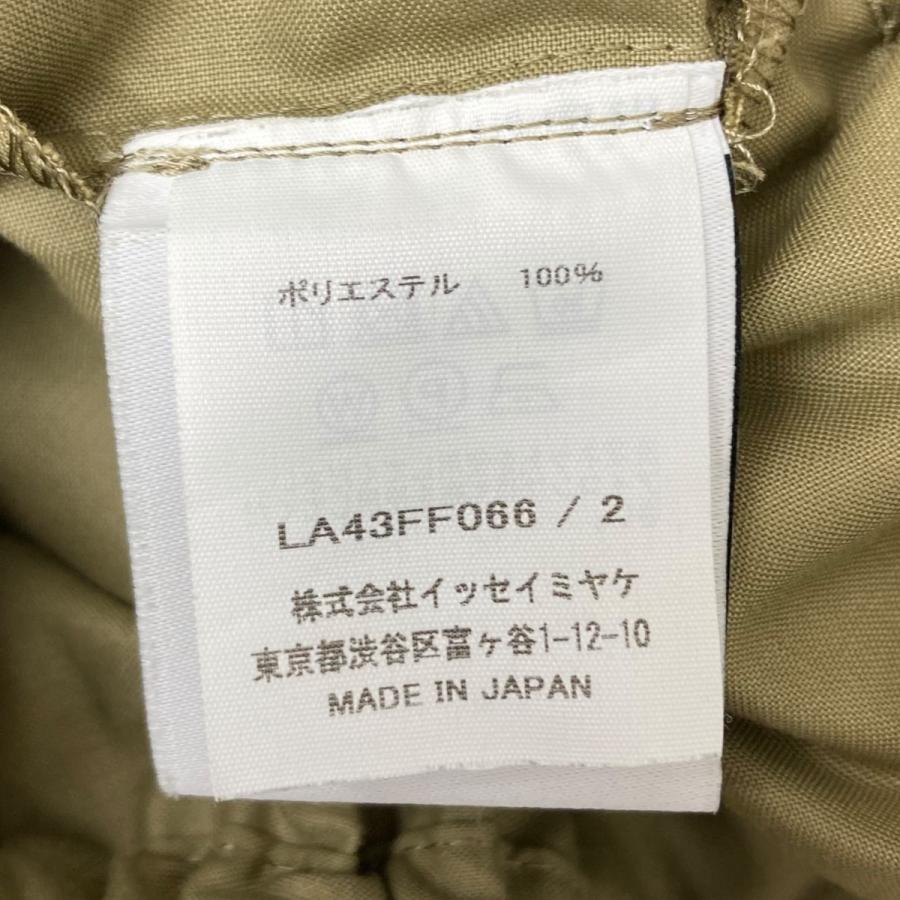 ポリエステル 100%
LA43FF066 / 2
株式会社イッセイミヤケ
東京都渋谷区富ヶ谷1-12-10
MADE IN JAPAN